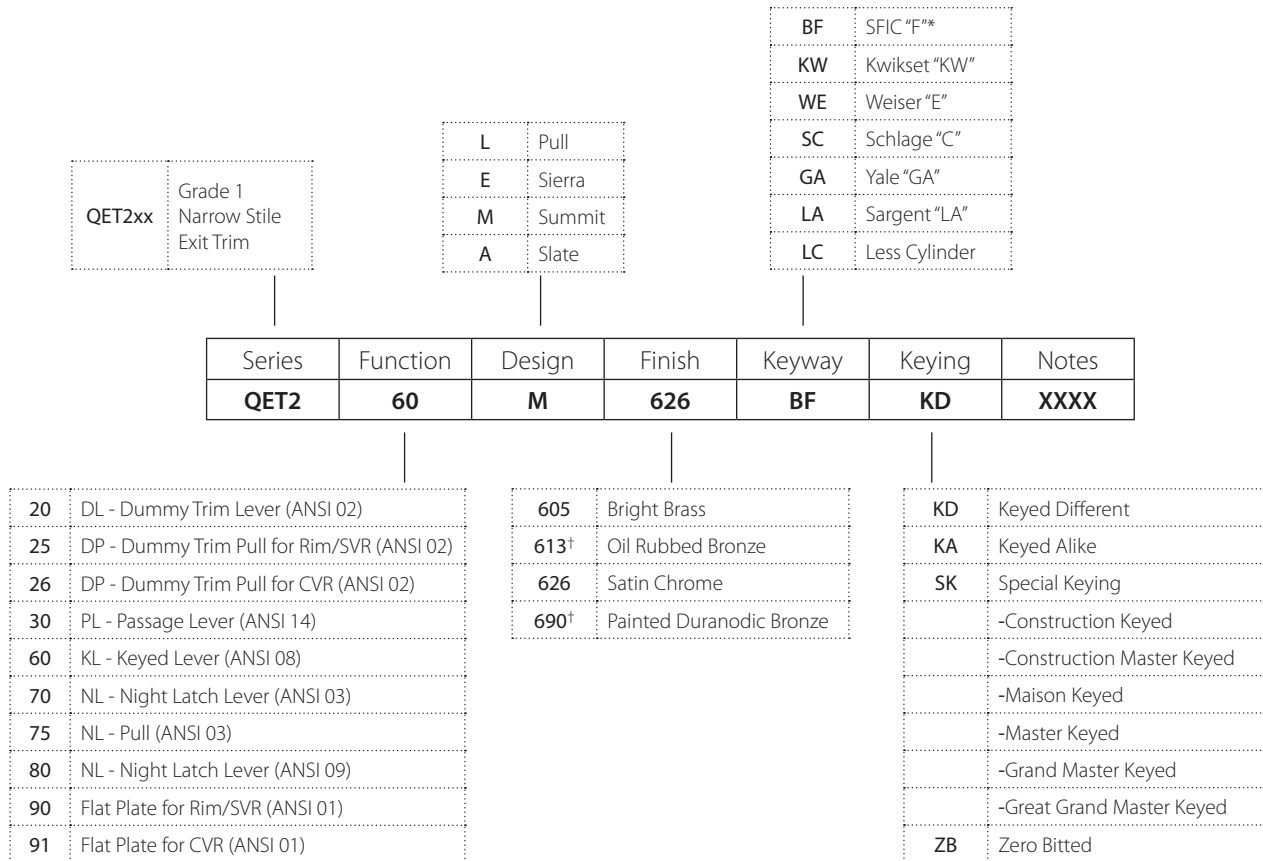 BF SFIC "F"*
KW Kwikset "KW"
WE Weiser "E"
SC Schlage "C"
GA Yale "GA"
LA Sargent "LA"
LC Less Cylinder
L Pull
E Sierra
M Summit
A Slate
QET2xx
Grade 1
Narrow Stile
Exit Trim
Series Function Design Finish Keyway Keying Notes
QET2 60 M 626 BF KD XXXX
20 DL - Dummy Trim Lever (ANSI 02)
25 DP - Dummy Trim Pull for Rim/SVR (ANSI 02)
26 DP - Dummy Trim Pull for CVR (ANSI 02)
30 PL - Passage Lever (ANSI 14)
60 KL - Keyed Lever (ANSI 08)
70 NL - Night Latch Lever (ANSI 03)
75 NL - Pull (ANSI 03)
80 NL - Night Latch Lever (ANSI 09)
90 Flat Plate for Rim/SVR (ANSI 01)
91 Flat Plate for CVR (ANSI 01)
605 Bright Brass
613† Oil Rubbed Bronze
626 Satin Chrome
690† Painted Duranodic Bronze
KD Keyed Different
KA Keyed Alike
SK Special Keying
-Construction Keyed
-Construction Master Keyed
-Maison Keyed
-Master Keyed
-Grand Master Keyed
-Great Grand Master Keyed
ZB Zero Bitted